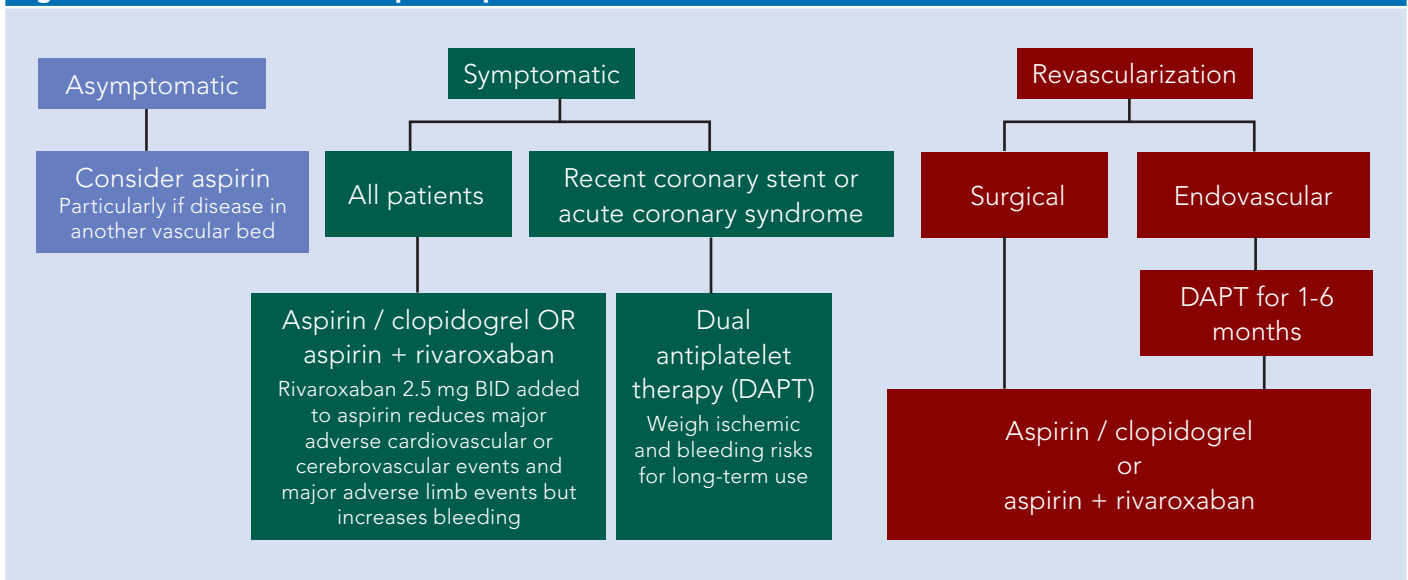 Asymptomatic
Consider aspirin
Particularly if disease in
another vascular bed
Symptomatic
All patients
Aspirin / clopidogrel OR
aspirin + rivaroxaban
Rivaroxaban 2.5 mg BID added
to aspirin reduces major
adverse cardiovascular or
cerebrovascular events and
major adverse limb events but
increases bleeding
Recent coronary stent or
acute coronary syndrome
Dual
antiplatelet
therapy (DAPT)
Weigh ischemic
and bleeding risks
for long-term use
Revascularization
Surgical
Endovascular
DAPT for 1-6
months
Aspirin / clopidogrel
or
aspirin + rivaroxaban